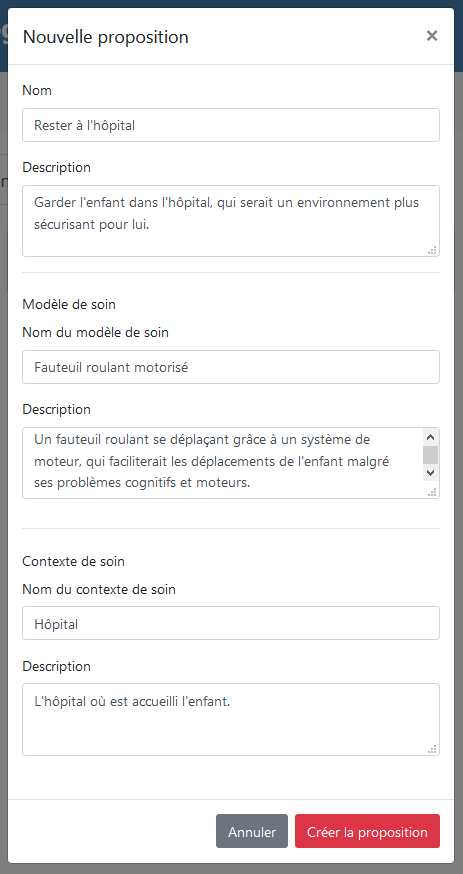 Nouvelle proposition ×
Nom
Rester à l'hôpital
Description
Garder l'enfant dans l'hôpital, qui serait un environnement plus
sécurisant pour lui.
Modèle de soin
Nom du modèle de soin
Fauteuil roulant motorisé
Description
Un fauteuil roulant se déplaçant grâce à un système de
moteur, qui faciliterait les déplacements de l'enfant malgré
ses problèmes cognitifs et moteurs.
Contexte de soin
Nom du contexte de soin
Hôpital
Description
L'hôpital où est accueilli l'enfant.
Annuler Créer la proposition